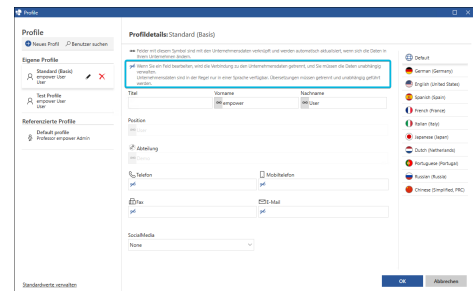 Profile
Profile
Neues Profil
Benutzer suchen
Eigene Profile
Standard (Basis)
empower User
User
Test Profile
empower User
User
Referenzierte Profile
Default profile
Professor empower Admin
Standardwerte verwalten
Profildetails: Standard (Basis)
Felder mit diesem Symbol sind mit den Unternehmensdaten verknüpft und werden automatisch aktualisiert, wenn sich die Daten in
Ihrem Unternehmen ändern.
Wenn Sie ein Feld bearbeiten, wird die Verbindung zu den Unternehmensdaten getrennt, und Sie müssen die Daten unabhängig
verwalten.
Unternehmensdaten sind in der Regel nur in einer Sprache verfügbar. Übersetzungen müssen getrennt und unabhängig geführt
werden.
Titel
Vorname
Nachname
empower
User
Position
Abteilung
Telefon
Mobiltelefon
Fax
E-Mail
SocialMedia
None
Default
German (Germany)
English (United States)
Spanish (Spain)
French (France)
Italian (Italy)
Japanese (Japan)
Dutch (Netherlands)
Portuguese (Portugal)
Russian (Russia)
Chinese (Simplified, PRC)
OK
Abbrechen